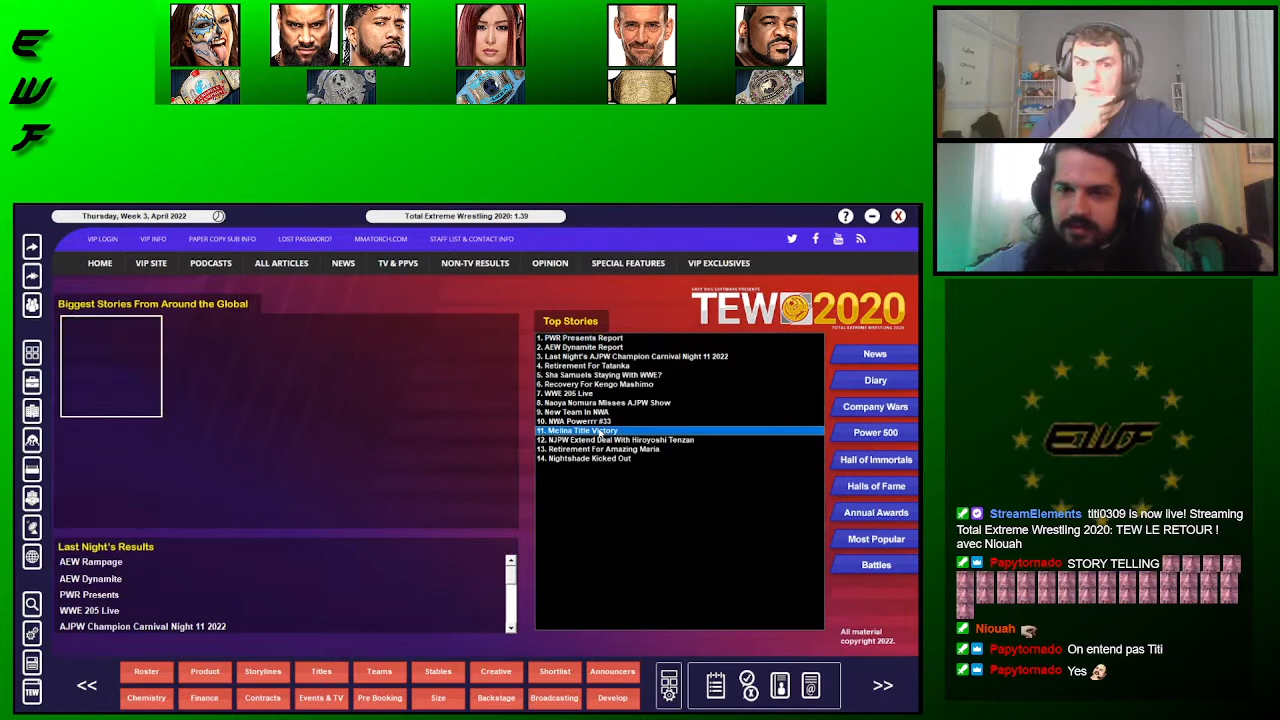 E
W
F
Thursday, Week 3, April 2022
Total Extreme Wrestling 2020: 1.39
?
X
VIP LOGIN
VIP INFO
PAPER COPY SUB INFO
LOST PASSWORD?
MMATORCH.COM
STAFF LIST & CONTACT INFO
HOME
VIP SITE
PODCASTS
ALL ARTICLES
NEWS
TV & PPVS
NON-TV RESULTS
OPINION
SPECIAL FEATURES
VIP EXCLUSIVES
Biggest Stories From Around the Global
GREY DOG SOFTWARE PRESENTS
TEW 2020
TOTAL EXTREME WRESTLING 2020
Top Stories
1. PWR Presents Report
2. AEW Dynamite Report
3. Last Night's AJPW Champion Carnival Night 11 2022
4. Retirement For Tatanka
5. Sha Samuels Staying With WWE?
6. Recovery For Kengo Mashimo
7. WWE 205 Live
8. Naoya Nomura Misses AJPW Show
9. New Team In NWA
10. NWA Powerrr #33
11. Melina Title Victory
12. NJPW Extend Deal With Hiroyoshi Tenzan
13. Retirement For Amazing Maria
14. Nightshade Kicked Out
News
Diary
Company Wars
Power 500
Hall of Immortals
Halls of Fame
Annual Awards
Most Popular
Battles
Last Night's Results
AEW Rampage
AEW Dynamite
PWR Presents
WWE 205 Live
AJPW Champion Carnival Night 11 2022
All material
copyright 2022.
TEW
<<
Roster
Product
Storylines
Titles
Teams
Stables
Creative
Shortlist
Announcers
Chemistry
Finance
Contracts
Events & TV
Pre Booking
Size
Backstage
Broadcasting
Develop
>>
EWF
StreamElements titi0309 is now live! Streaming
Total Extreme Wrestling 2020: TEW LE RETOUR !
avec Niouah
Papytornado STORY TELLING
Niouah
Papytornado On entend pas Titi
Papytornado Yes